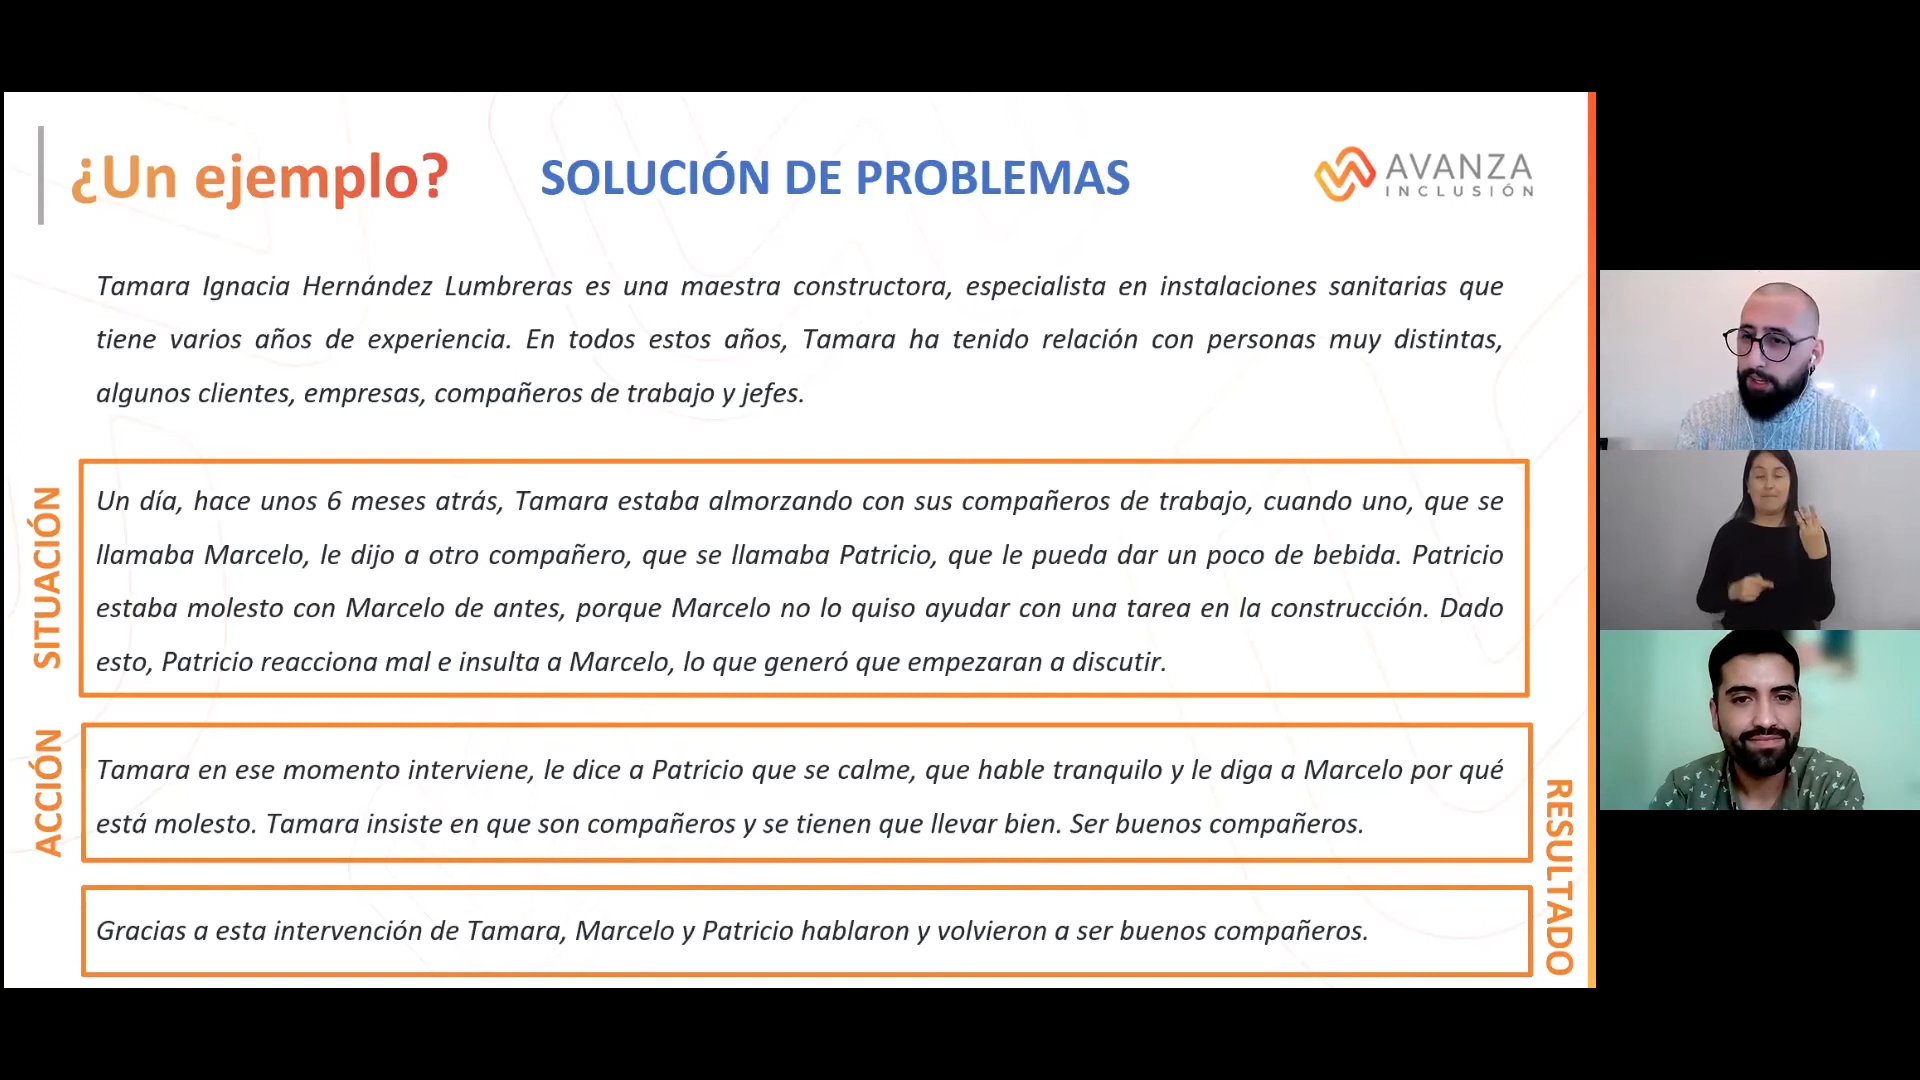 ¿Un ejemplo?
SOLUCIÓN DE PROBLEMAS
AVANZA
INCLUSIÓN
Tamara Ignacia Hernández Lumbreras es una maestra constructora, especialista en instalaciones sanitarias que
tiene varios años de experiencia. En todos estos años, Tamara ha tenido relación con personas muy distintas,
algunos clientes, empresas, compañeros de trabajo y jefes.
SITUACIÓN
Un día, hace unos 6 meses atrás, Tamara estaba almorzando con sus compañeros de trabajo, cuando uno, que se
llamaba Marcelo, le dijo a otro compañero, que se llamaba Patricio, que le pueda dar un poco de bebida. Patricio
estaba molesto con Marcelo de antes, porque Marcelo no lo quiso ayudar con una tarea en la construcción. Dado
esto, Patricio reacciona mal e insulta a Marcelo, lo que generó que empezaran a discutir.
ACCIÓN
Tamara en ese momento interviene, le dice a Patricio que se calme, que hable tranquilo y le diga a Marcelo por qué
está molesto. Tamara insiste en que son compañeros y se tienen que llevar bien. Ser buenos compañeros.
RESULTADO
Gracias a esta intervención de Tamara, Marcelo y Patricio hablaron y volvieron a ser buenos compañeros.